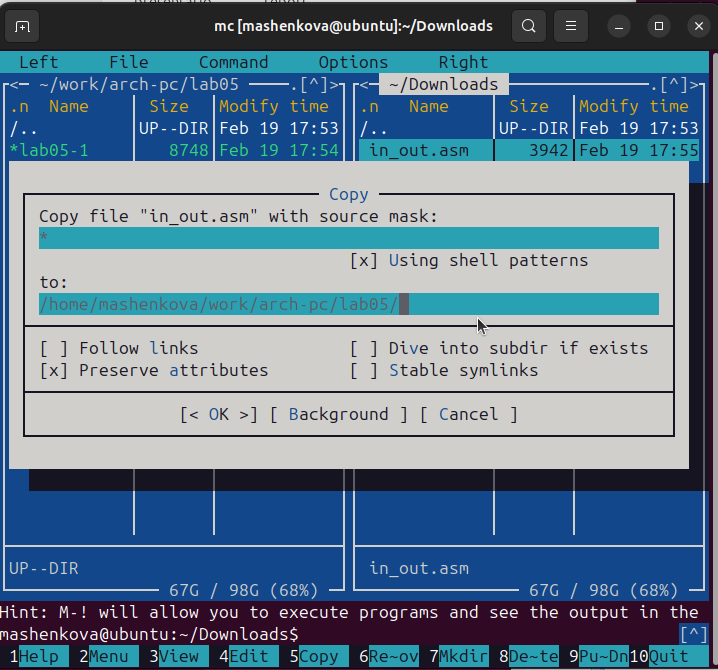 mc [mashenkova@ubuntu]:~/Downloads
Left File Command Options Right
<─ ~/work/arch-pc/lab05 ──.[^]>
.n Name Size Modify time
/.. UP--DIR Feb 19 17:53
*lab05-1 8748 Feb 19 17:54
<─ ~/Downloads ──.[^]>
.n Name Size Modify time
/.. UP--DIR Feb 19 17:53
in_out.asm 3942 Feb 19 17:55
Copy
Copy file "in_out.asm" with source mask:
*
[x] Using shell patterns
to:
/home/mashenkova/work/arch-pc/lab05/
[ ] Follow links [ ] Dive into subdir if exists
[x] Preserve attributes [ ] Stable symlinks
[< OK >] [ Background ] [ Cancel ]
UP--DIR
67G / 98G (68%)
in_out.asm
67G / 98G (68%)
Hint: M-! will allow you to execute programs and see the output in the
mashenkova@ubuntu:~/Downloads$ [^]
1Help 2Menu 3View 4Edit 5Copy 6Re~ov 7Mkdir 8De~te 9Pu~Dn 10Quit